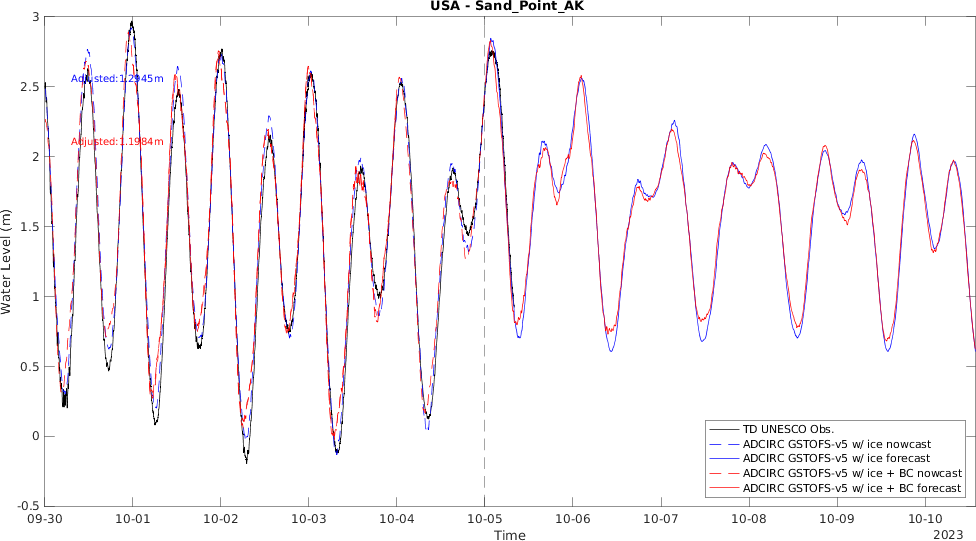 USA - Sand_Point_AK
3
2.5
2
1.5
1
0.5
0
-0.5
Water Level (m)
Adjusted:1.2945m
Adjusted:1.1984m
TD UNESCO Obs.
ADCIRC GSTOFS-v5 w/ ice nowcast
ADCIRC GSTOFS-v5 w/ ice forecast
ADCIRC GSTOFS-v5 w/ ice + BC nowcast
ADCIRC GSTOFS-v5 w/ ice + BC forecast
09-30 10-01 10-02 10-03 10-04 10-05 10-06 10-07 10-08 10-09 10-10
Time
2023